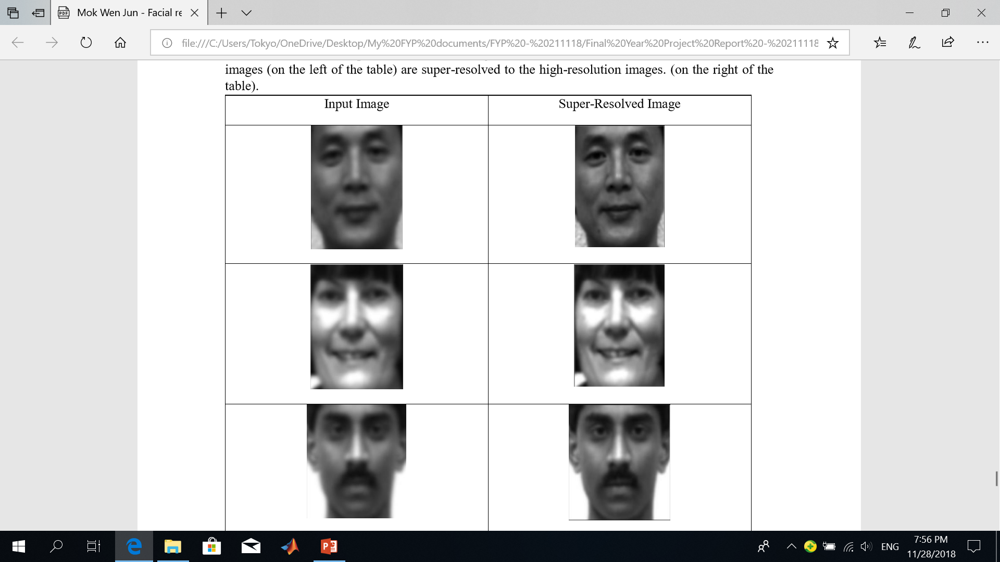 Mok Wen Jun - Facial re
file:///C:/Users/Tokyo/OneDrive/Desktop/My%20FYP%20documents/FYP%20-%20211118/Final%20Year%20Project%20Report%20-%20211118
images (on the left of the table) are super-resolved to the high-resolution images. (on the right of the
table).
Input Image
Super-Resolved Image
ENG
7:56 PM
11/28/2018